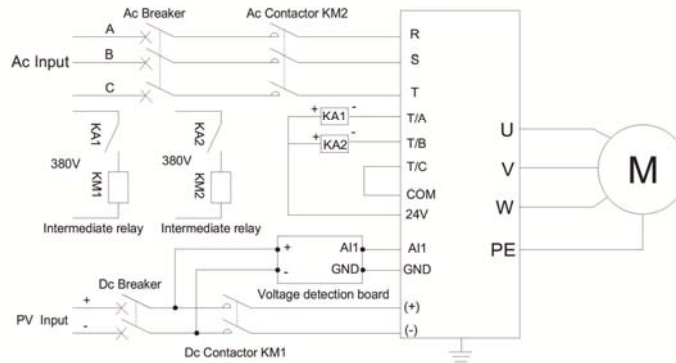 Ac Breaker
Ac Contactor KM2
Ac Input
A
B
C
R
S
T
KA1
380V
KM1
Intermediate relay
KA2
380V
KM2
Intermediate relay
+ KA1 -
+ KA2 -
T/A
T/B
T/C
COM
24V
U
V
W
PE
M
+ AI1
- GND
Voltage detection board
AI1
GND
Dc Breaker
PV Input
+
-
Dc Contactor KM1
(+)
(-)